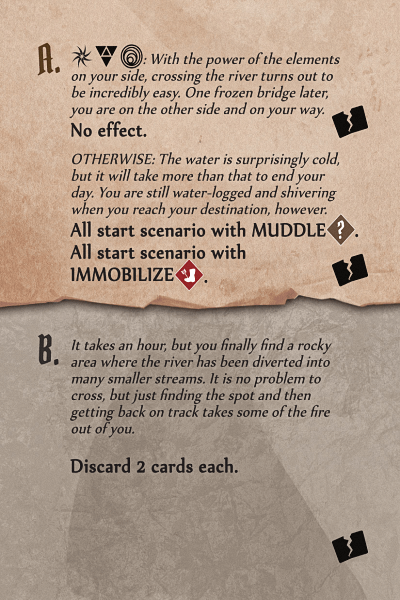 A. : With the power of the elements
on your side, crossing the river turns out to
be incredibly easy. One frozen bridge later,
you are on the other side and on your way.
No effect.
OTHERWISE: The water is surprisingly cold,
but it will take more than that to end your
day. You are still water-logged and shivering
when you reach your destination, however.
All start scenario with MUDDLE ? .
All start scenario with
IMMOBILIZE .
B. It takes an hour, but you finally find a rocky
area where the river has been diverted into
many smaller streams. It is no problem to
cross, but just finding the spot and then
getting back on track takes some of the fire
out of you.
Discard 2 cards each.